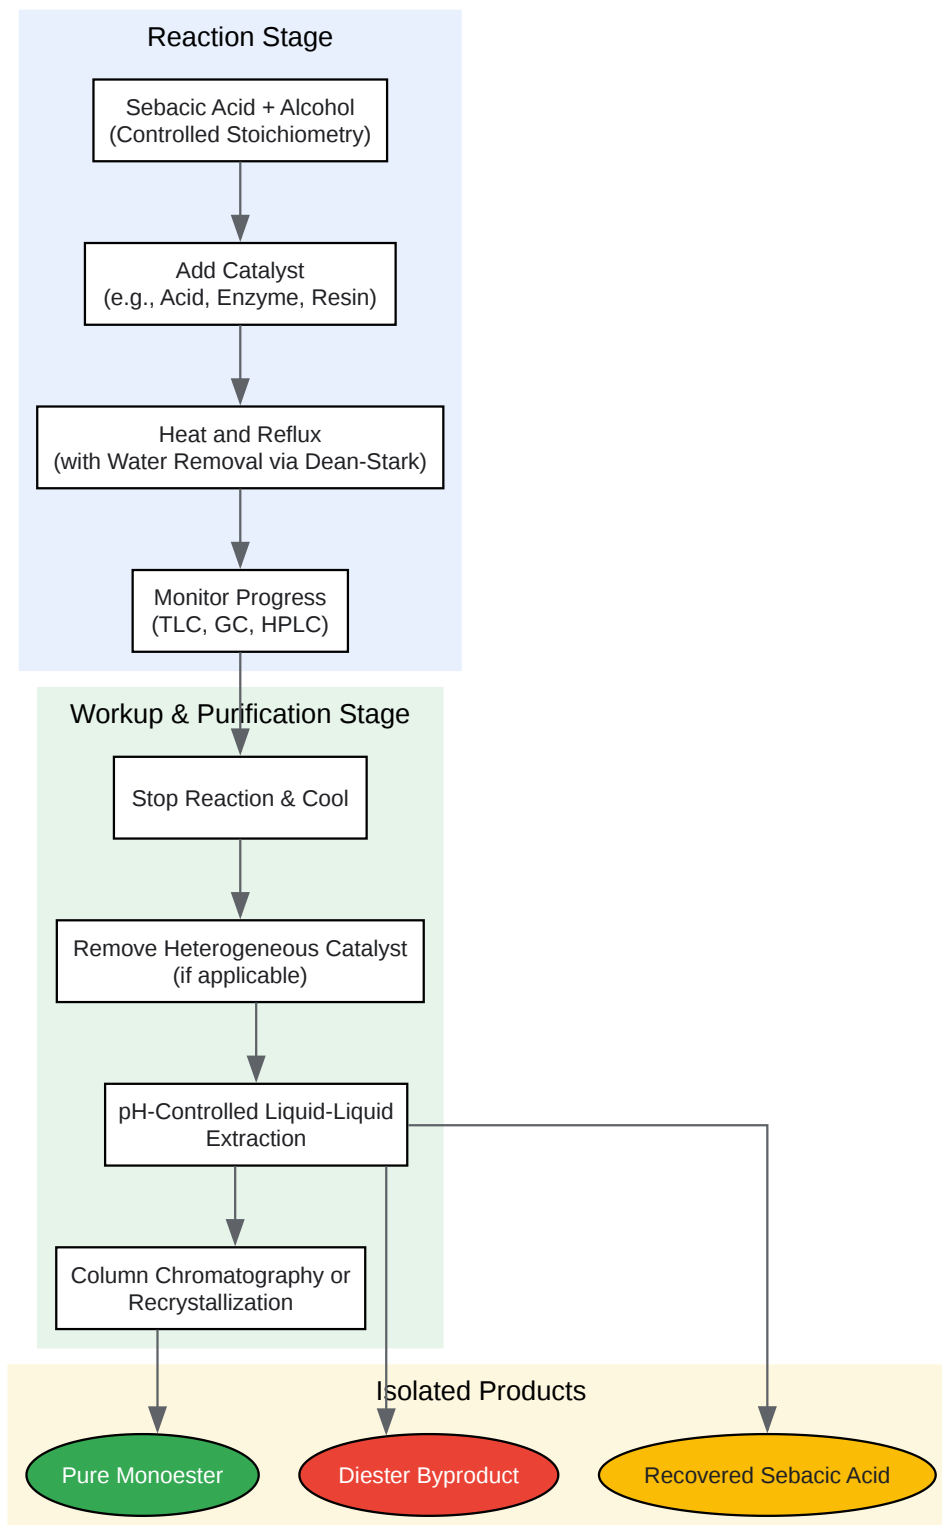 Reaction Stage
Sebacic Acid + Alcohol
(Controlled Stoichiometry)
Add Catalyst
(e.g., Acid, Enzyme, Resin)
Heat and Reflux
(with Water Removal via Dean-Stark)
Monitor Progress
(TLC, GC, HPLC)
Workup & Purification Stage
Stop Reaction & Cool
Remove Heterogeneous Catalyst
(if applicable)
pH-Controlled Liquid-Liquid
Extraction
Column Chromatography or
Recrystallization
Isolated Products
Pure Monoester
Diester Byproduct
Recovered Sebacic Acid